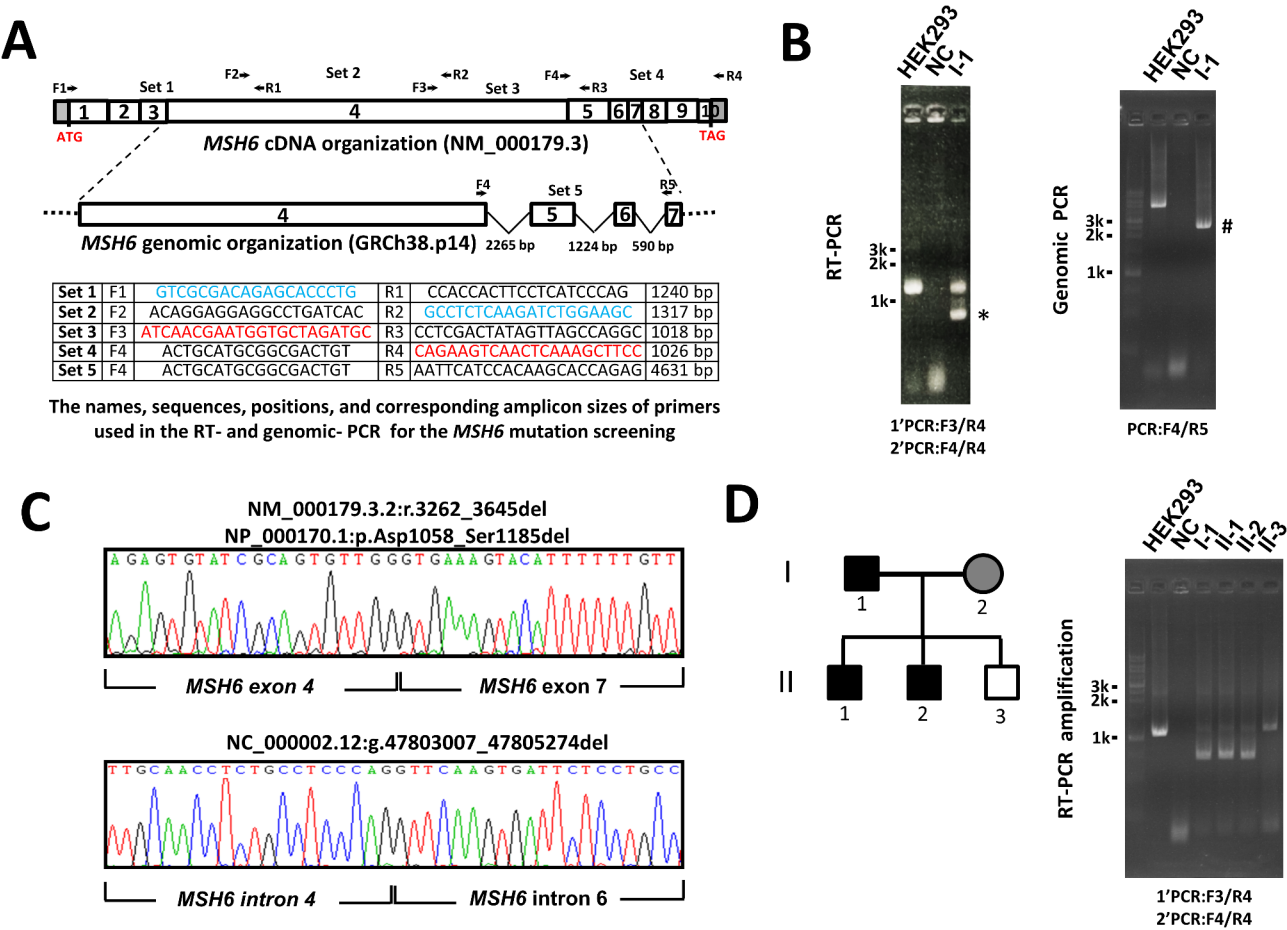 A
F1
Set 1
F2
R1
Set 2
F3
R2
Set 3
F4
R3
Set 4
R4
1 2 3 4 5 6 7 8 9 10
ATG
TAG
MSH6 cDNA organization (NM_000179.3)
F4
Set 5
R5
4 5 6 7
MSH6 genomic organization (GRCh38.p14)
2265 bp 1224 bp 590 bp
Set 1 F1 GTCGCGACAGAGCACCCTG R1 CCACCACTTCCTCATCCCAG 1240 bp
Set 2 F2 ACAGGAGGAGGCCTGATCAC R2 GCCTCTCAAGATCTGGAAGC 1317 bp
Set 3 F3 ATCAACGAATGGTGCTAGATGC R3 CCTCGACTATAGTTAGCCAGGC 1018 bp
Set 4 F4 ACTGCATGCGGCGACTGT R4 CAGAAGTCAACTCAAAGCTTCC 1026 bp
Set 5 F4 ACTGCATGCGGCGACTGT R5 AATTCATCCACAAGCACCAGAG 4631 bp
The names, sequences, positions, and corresponding amplicon sizes of primers
used in the RT- and genomic- PCR for the MSH6 mutation screening
B
HEK293
NC
I-1
RT-PCR
3k
2k
1k
*
1'PCR:F3/R4
2'PCR:F4/R4
HEK293
NC
I-1
Genomic PCR
3k
2k
1k
#
PCR:F4/R5
C
NM_000179.3.2:r.3262_3645del
NP_000170.1:p.Asp1058_Ser1185del
AGAGTGTATCGCAGTGTTGGGTGAAAGTACATTTTTTGTT
MSH6 exon 4 MSH6 exon 7
NC_000002.12:g.47803007_47805274del
TTGCAACCTCTGCCTCCCAGGTTCAAGTGATTCTCCTGCC
MSH6 intron 4 MSH6 intron 6
D
I
1 2
II
1 2 3
HEK293
NC
I-1
II-1
II-2
II-3
RT-PCR amplification
3k
2k
1k
1'PCR:F3/R4
2'PCR:F4/R4